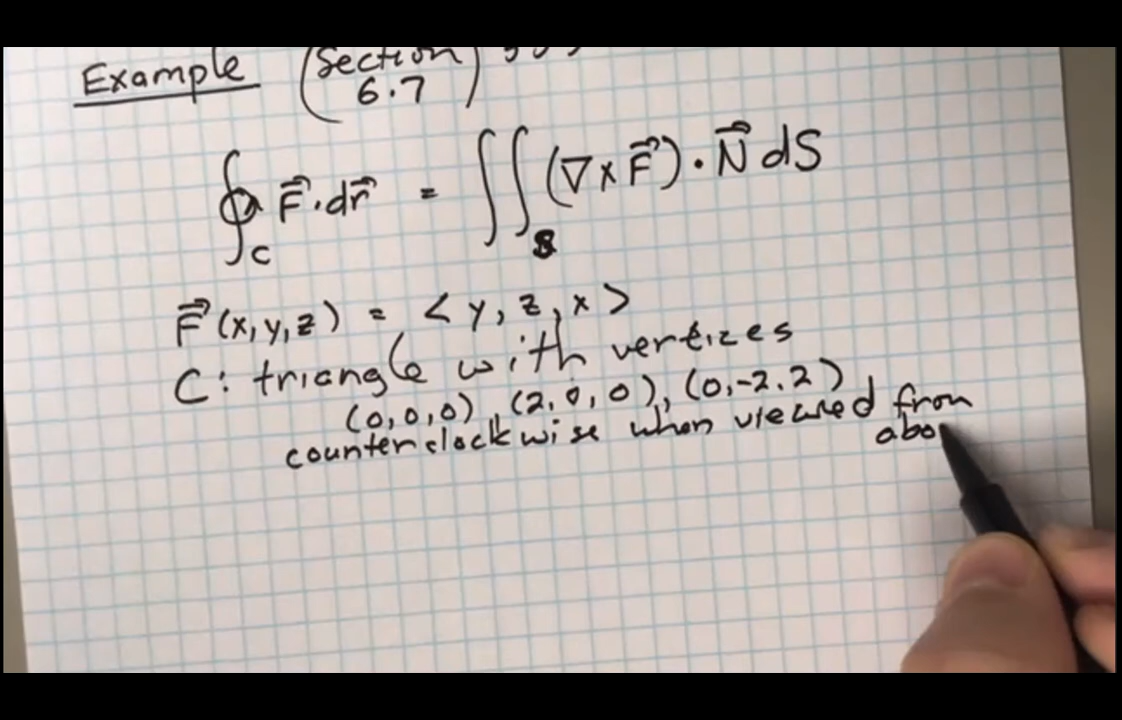 Example (Section 6.7)
∮_C F⃗·dr⃗ = ∬_S (∇×F⃗)·N⃗ dS
F⃗(x,y,z) = <y, z, x>
C: triangle with vertizes
(0,0,0), (2,0,0), (0,-2,2)
counterclockwise when viewed from
abo